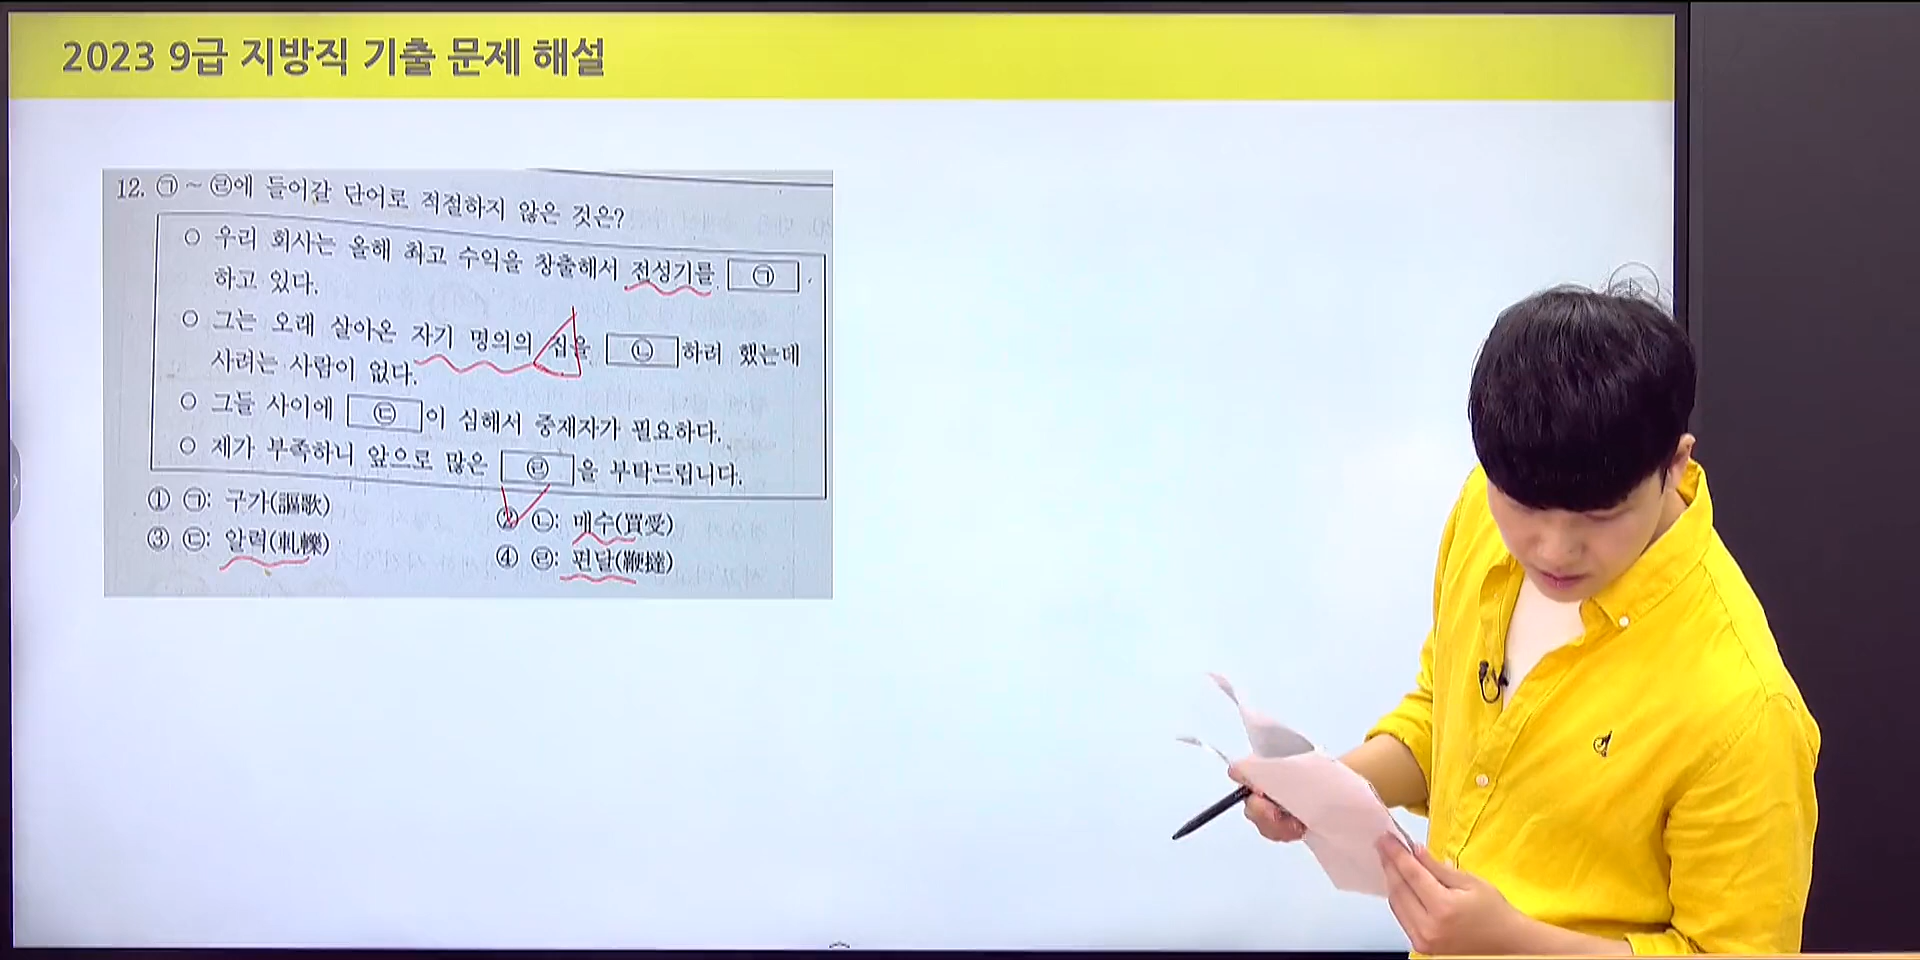 2023 9급 지방직 기출 문제 해설
12. ㉠ ~ ㉣에 들어갈 단어로 적절하지 않은 것은?
○ 우리 회사는 올해 최고 수익을 창출해서 전성기를 ㉠
하고 있다.
○ 그는 오래 살아온 자기 명의의 집을 ㉡ 하려 했는데
사려는 사람이 없다.
○ 그들 사이에 ㉢ 이 심해서 중재자가 필요하다.
○ 제가 부족하니 앞으로 많은 ㉣ 을 부탁드립니다.
① ㉠: 구가(謳歌) ② ㉡: 매수(買受)
③ ㉢: 알력(軋轢) ④ ㉣: 편달(鞭撻)